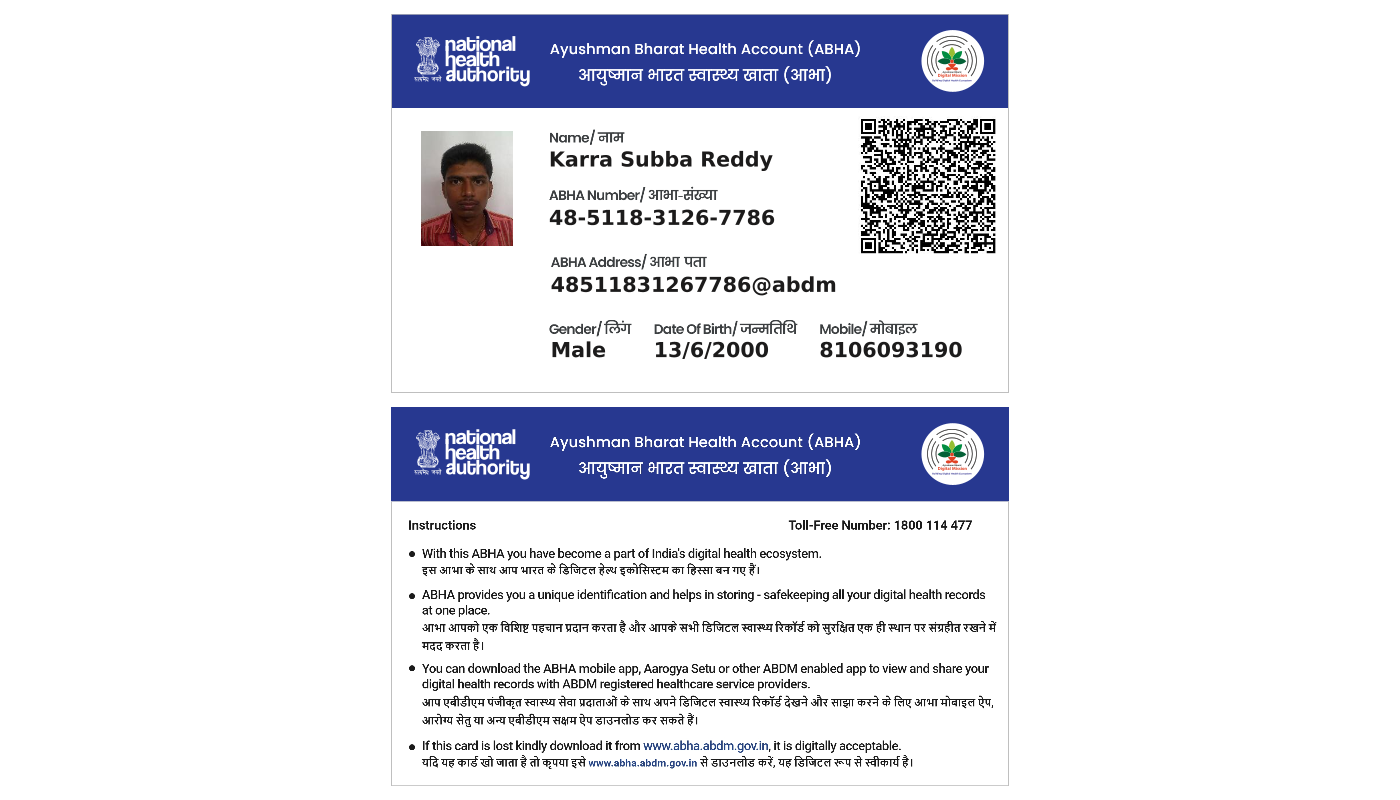 national
health
authority
सत्यमेव जयते
Ayushman Bharat Health Account (ABHA)
आयुष्मान भारत स्वास्थ्य खाता (आभा)
Digital Mission
Name/ नाम
Karra Subba Reddy
ABHA Number/ आभा-संख्या
48-5118-3126-7786
ABHA Address/ आभा पता
48511831267786@abdm
Gender/ लिंग Date Of Birth/ जन्मतिथि Mobile/ मोबाइल
Male 13/6/2000 8106093190
national
health
authority
सत्यमेव जयते
Ayushman Bharat Health Account (ABHA)
आयुष्मान भारत स्वास्थ्य खाता (आभा)
Digital Mission
Instructions Toll-Free Number: 1800 114 477
● With this ABHA you have become a part of India's digital health ecosystem.
इस आभा के साथ आप भारत के डिजिटल हेल्थ इकोसिस्टम का हिस्सा बन गए हैं।
● ABHA provides you a unique identification and helps in storing - safekeeping all your digital health records
at one place.
आभा आपको एक विशिष्ट पहचान प्रदान करता है और आपके सभी डिजिटल स्वास्थ्य रिकॉर्ड को सुरक्षित एक ही स्थान पर संग्रहीत रखने में
मदद करता है।
● You can download the ABHA mobile app, Aarogya Setu or other ABDM enabled app to view and share your
digital health records with ABDM registered healthcare service providers.
आप एबीडीएम पंजीकृत स्वास्थ्य सेवा प्रदाताओं के साथ अपने डिजिटल स्वास्थ्य रिकॉर्ड देखने और साझा करने के लिए आभा मोबाइल ऐप,
आरोग्य सेतु या अन्य एबीडीएम सक्षम ऐप डाउनलोड कर सकते हैं।
● If this card is lost kindly download it from www.abha.abdm.gov.in, it is digitally acceptable.
यदि यह कार्ड खो जाता है तो कृपया इसे www.abha.abdm.gov.in से डाउनलोड करें, यह डिजिटल रूप से स्वीकार्य है।